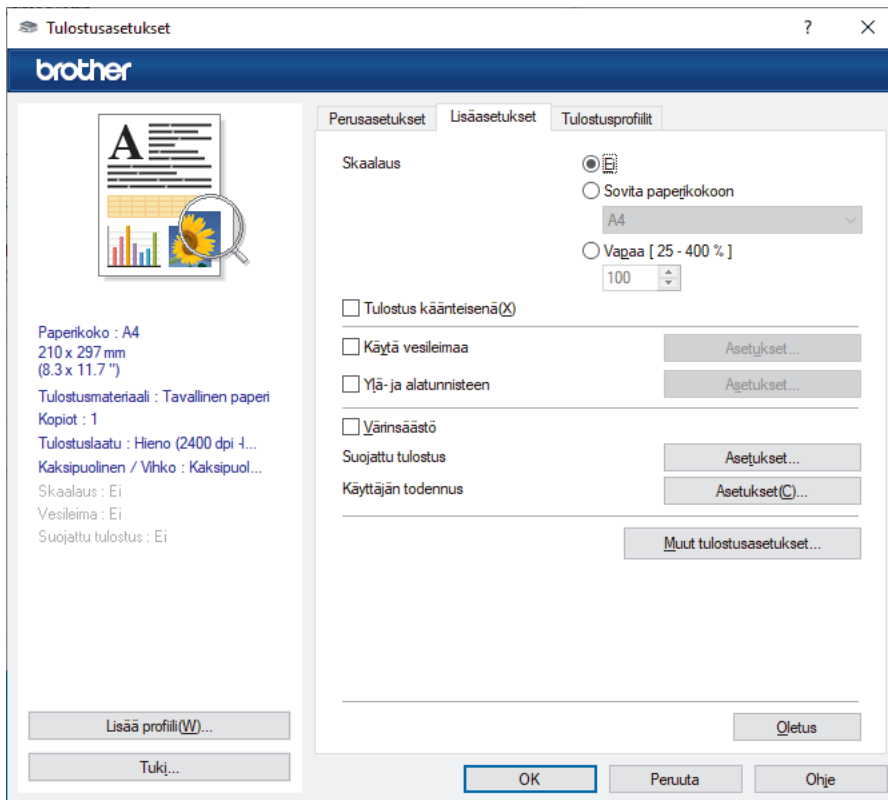 Tulostusasetukset
brother
A
Paperikoko : A4
210 x 297 mm
(8.3 x 11.7 ")
Tulostusmateriaali : Tavallinen paperi
Kopiot : 1
Tulostuslaatu : Hieno (2400 dpi -l...
Kaksipuolinen / Vihko : Kaksipuol...
Skaalaus : Ei
Vesileima : Ei
Suojattu tulostus : Ei
Lisää profiili(W)...
Tuki...
Perusasetukset Lisäasetukset Tulostusprofiilit
Skaalaus Ei
Sovita paperikokoon
A4
Vapaa [ 25 - 400 % ]
100
Tulostus käänteisenä(X)
Käytä vesileimaa Asetukset...
Ylä- ja alatunnisteen Asetukset...
Värinsäästö
Suojattu tulostus Asetukset...
Käyttäjän todennus Asetukset(C)...
Muut tulostusasetukset...
Oletus
OK Peruuta Ohje